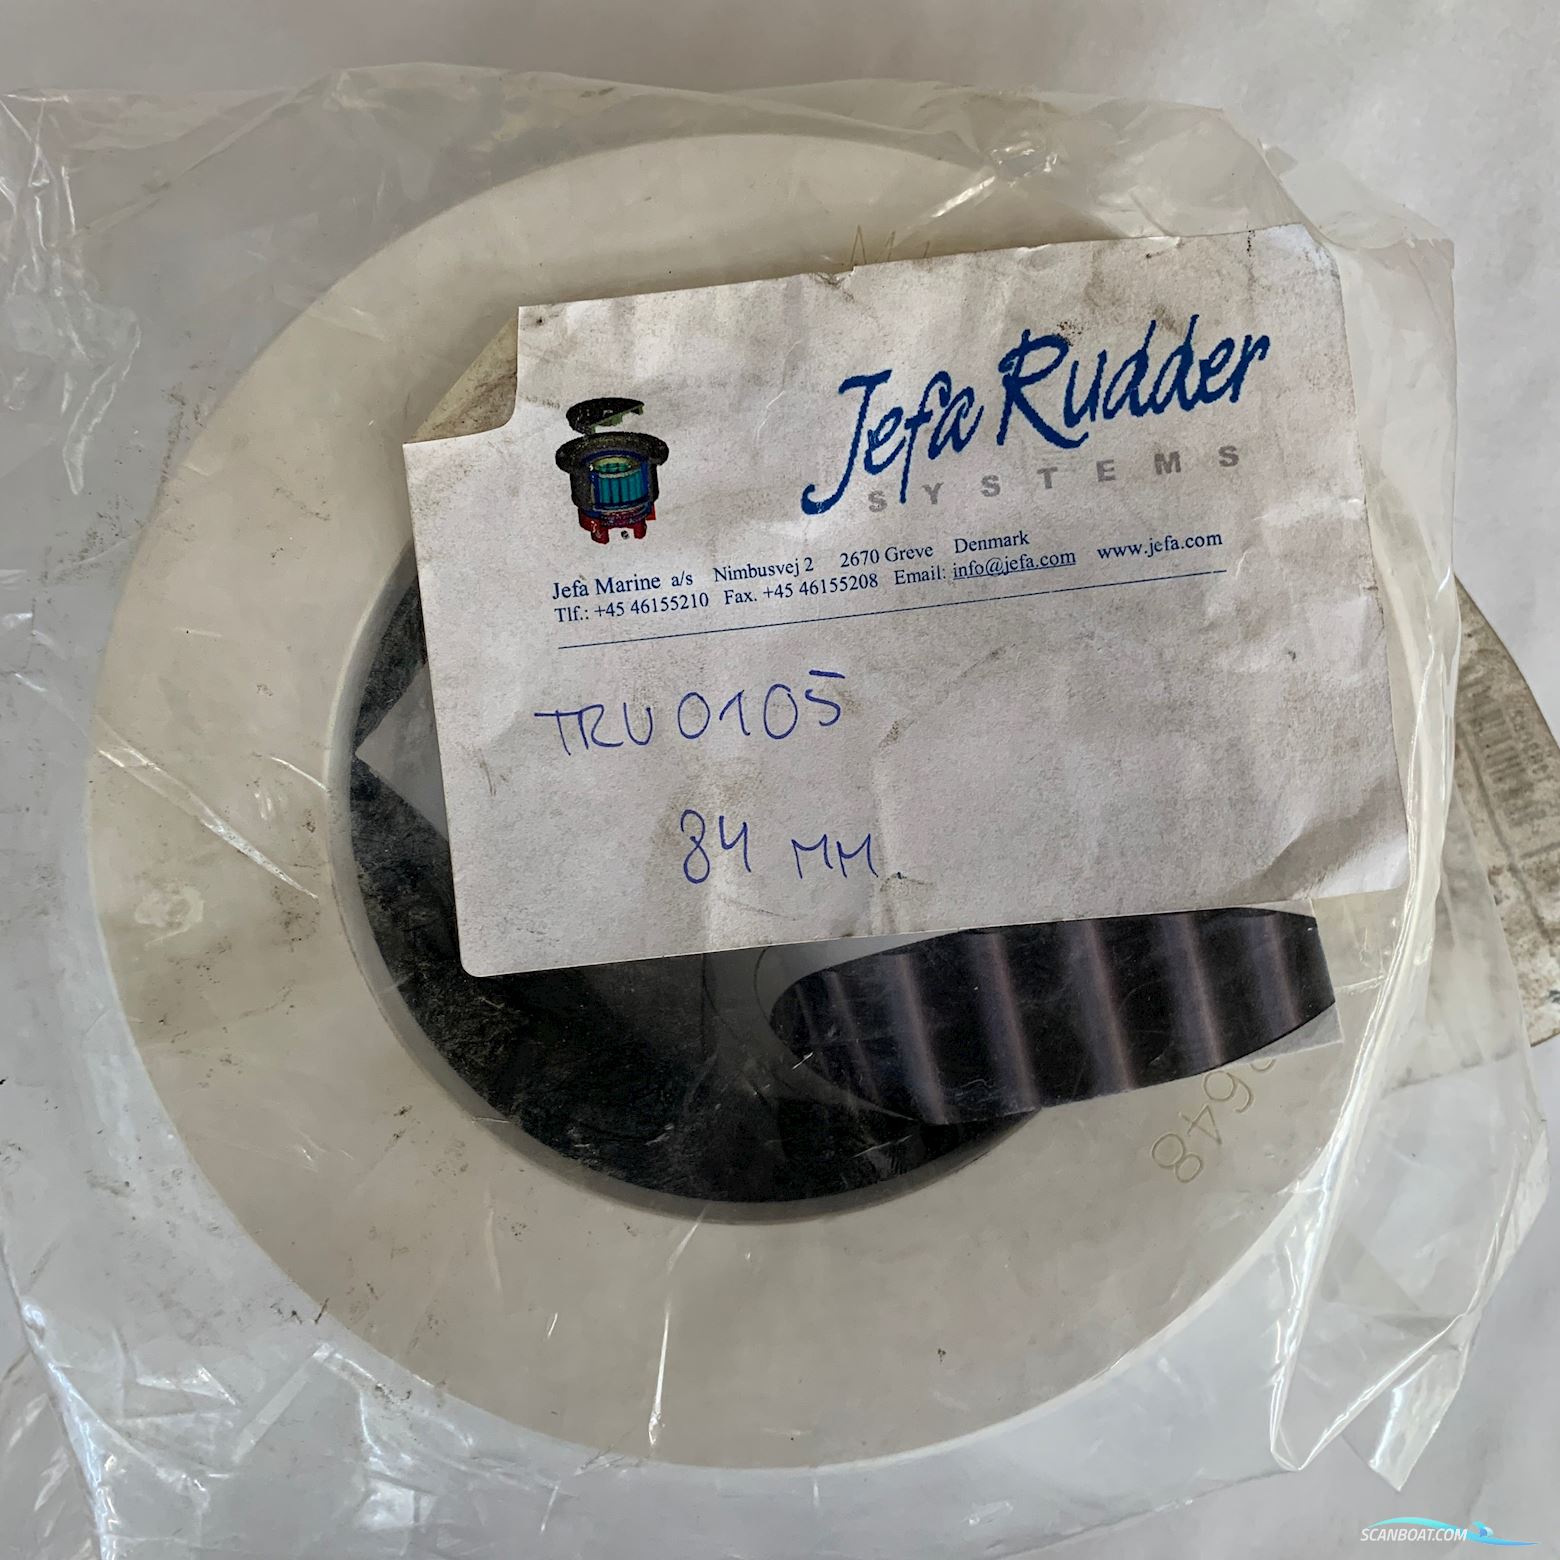 Jefa Rudder
SYSTEMS
Jefa Marine a/s Nimbusvej 2 2670 Greve Denmark
Tlf.: +45 46155210 Fax. +45 46155208 Email: info@jefa.com www.jefa.com
TRU0105
84 MM
648
SCANBOAT.COM